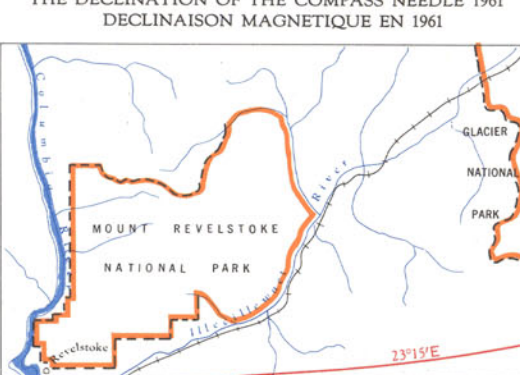 THE DECLINATION OF THE COMPASS NEEDLE 1961
DECLINAISON MAGNETIQUE EN 1961
Columbia
GLACIER
NATIONAL
PARK
River
MOUNT REVELSTOKE
NATIONAL PARK
Illecillewaet
Revelstoke
23°15'E